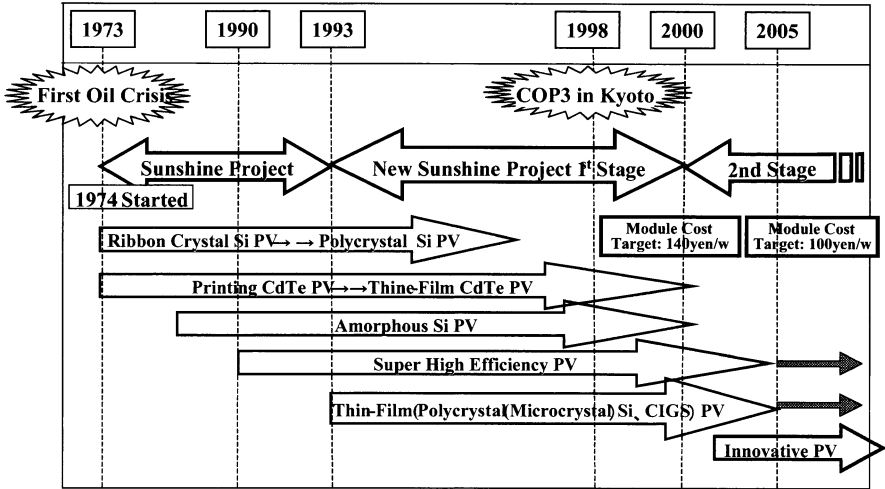 1973
1990
1993
1998
2000
2005
First Oil Crisis
COP3 in Kyoto
Sunshine Project
New Sunshine Project 1st Stage
2nd Stage
1974 Started
Module Cost
Target: 140yen/w
Module Cost
Target: 100yen/w
Ribbon Crystal Si PV→ → Polycrystal Si PV
Printing CdTe PV→→Thine-Film CdTe PV
Amorphous Si PV
Super High Efficiency PV
Thin-Film(Polycrystal(Microcrystal) Si、CIGS) PV
Innovative PV